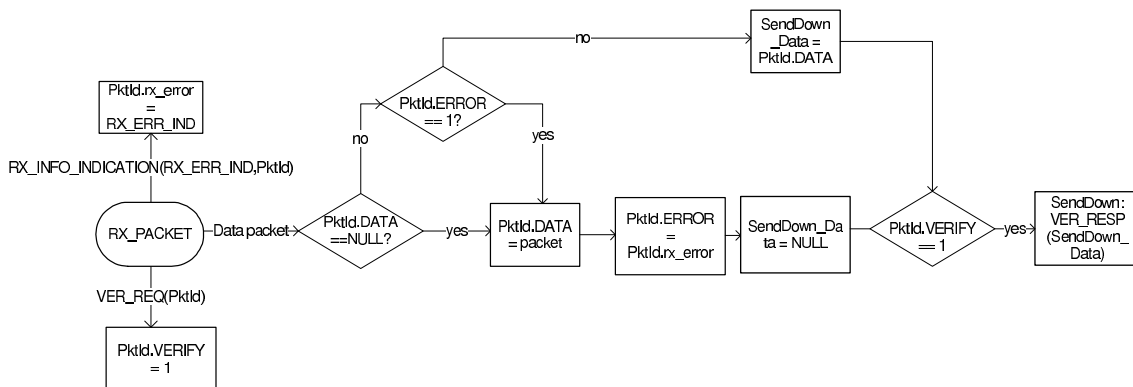 SendDown
_Data =
PktId.DATA
no
PktId.rx_error
=
RX_ERR_IND
PktId.ERROR
== 1?
yes
no
RX_INFO_INDICATION(RX_ERR_IND,PktId)
RX_PACKET
Data packet
PktId.DATA
==NULL?
yes
PktId.DATA
= packet
PktId.ERROR
=
PktId.rx_error
SendDown_Da
ta = NULL
PktId.VERIFY
== 1
yes
SendDown:
VER_RESP
(SendDown_
Data)
VER_REQ(PktId)
PktId.VERIFY
= 1